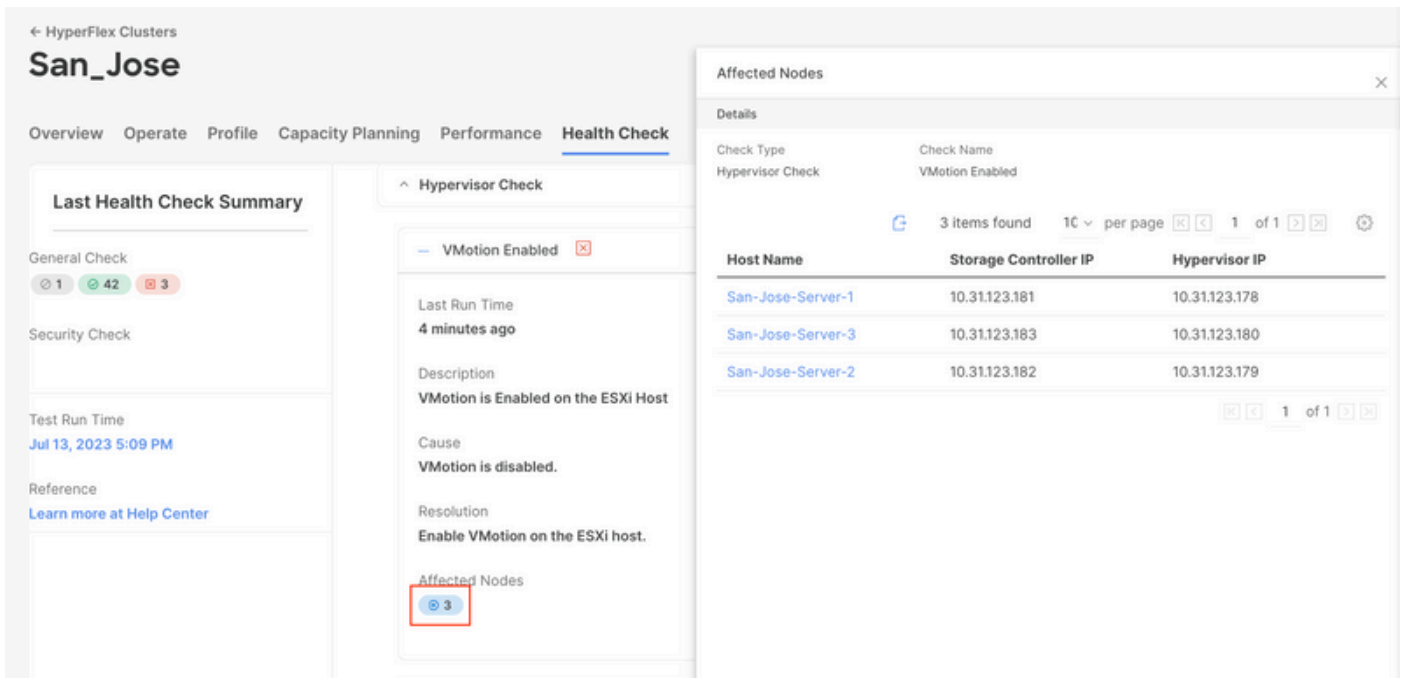 ← HyperFlex Clusters
San_Jose
Overview Operate Profile Capacity Planning Performance Health Check
Last Health Check Summary
General Check
1 42 3
Security Check
Test Run Time
Jul 13, 2023 5:09 PM
Reference
Learn more at Help Center
Hypervisor Check
VMotion Enabled
Last Run Time
4 minutes ago
Description
VMotion is Enabled on the ESXi Host
Cause
VMotion is disabled.
Resolution
Enable VMotion on the ESXi host.
Affected Nodes
3
Affected Nodes
Details
Check Type Check Name
Hypervisor Check VMotion Enabled
3 items found 10 per page 1 of 1
Host Name Storage Controller IP Hypervisor IP
San-Jose-Server-1 10.31.123.181 10.31.123.178
San-Jose-Server-3 10.31.123.183 10.31.123.180
San-Jose-Server-2 10.31.123.182 10.31.123.179
1 of 1